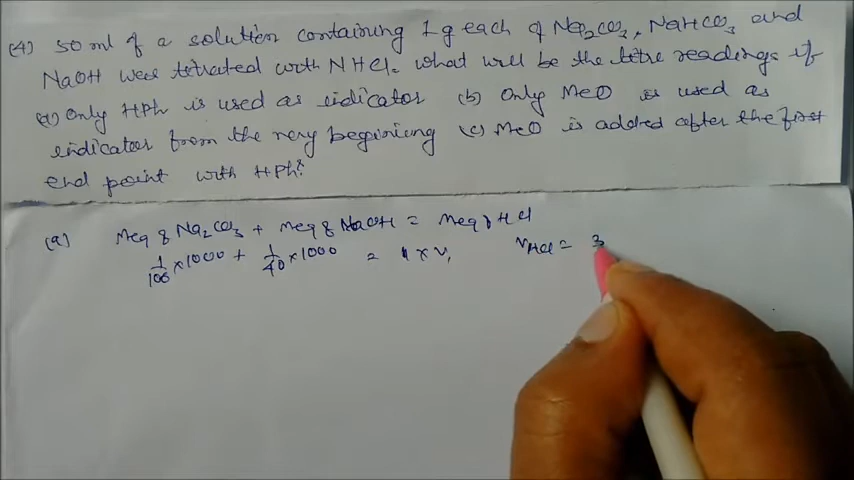 (4) 50 ml of a solution containing 1 g each of Na2CO3, NaHCO3 and
NaOH were titrated with N HCl. what will be the titre readings if
(a) Only HPh is used as indicator (b) Only MeO is used as
indicator from the very beginning (c) MeO is added after the first
end point with HPh?
(a) Meq of Na2CO3 + Meq of NaOH = Meq of HCl
1/106 × 1000 + 1/40 × 1000 = 1 × V1 VHCl = 3